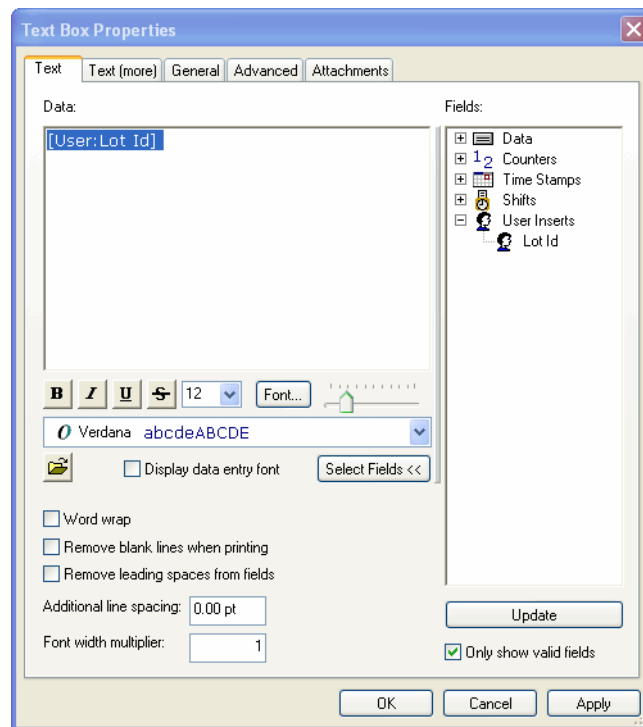 Text Box Properties
Text Text (more) General Advanced Attachments
Data:
[User:Lot Id]
Fields:
Data
12 Counters
Time Stamps
Shifts
User Inserts
Lot Id
B I U S 12 Font...
O Verdana abcdeABCDE
Display data entry font Select Fields <<
Word wrap
Remove blank lines when printing
Remove leading spaces from fields
Additional line spacing: 0.00 pt
Font width multiplier: 1
Update
Only show valid fields
OK Cancel Apply